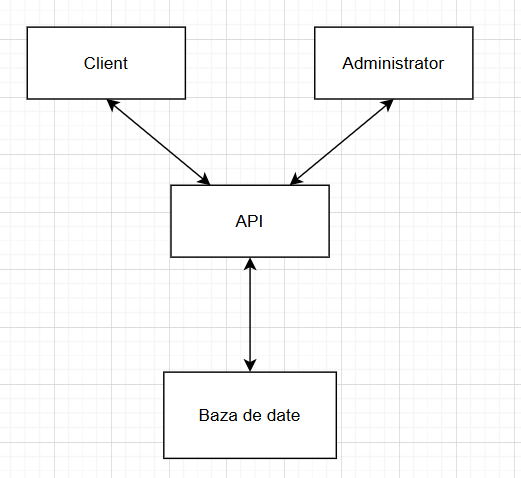 Client
Administrator
API
Baza de date